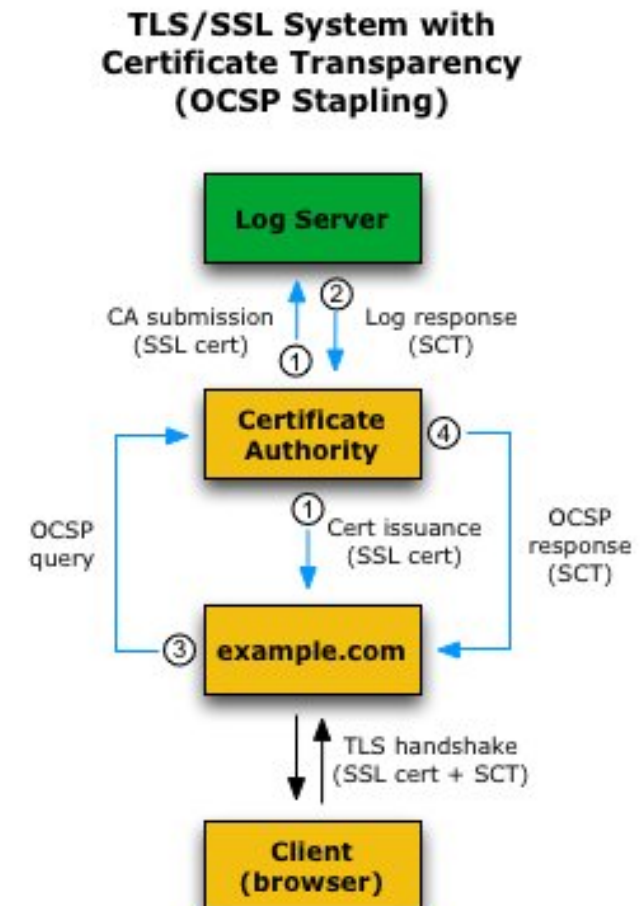 TLS/SSL System with
Certificate Transparency
(OCSP Stapling)
Log Server
CA submission
(SSL cert)
1
2
Log response
(SCT)
Certificate
Authority
4
1
Cert issuance
(SSL cert)
OCSP
query
OCSP
response
(SCT)
3
example.com
TLS handshake
(SSL cert + SCT)
Client
(browser)